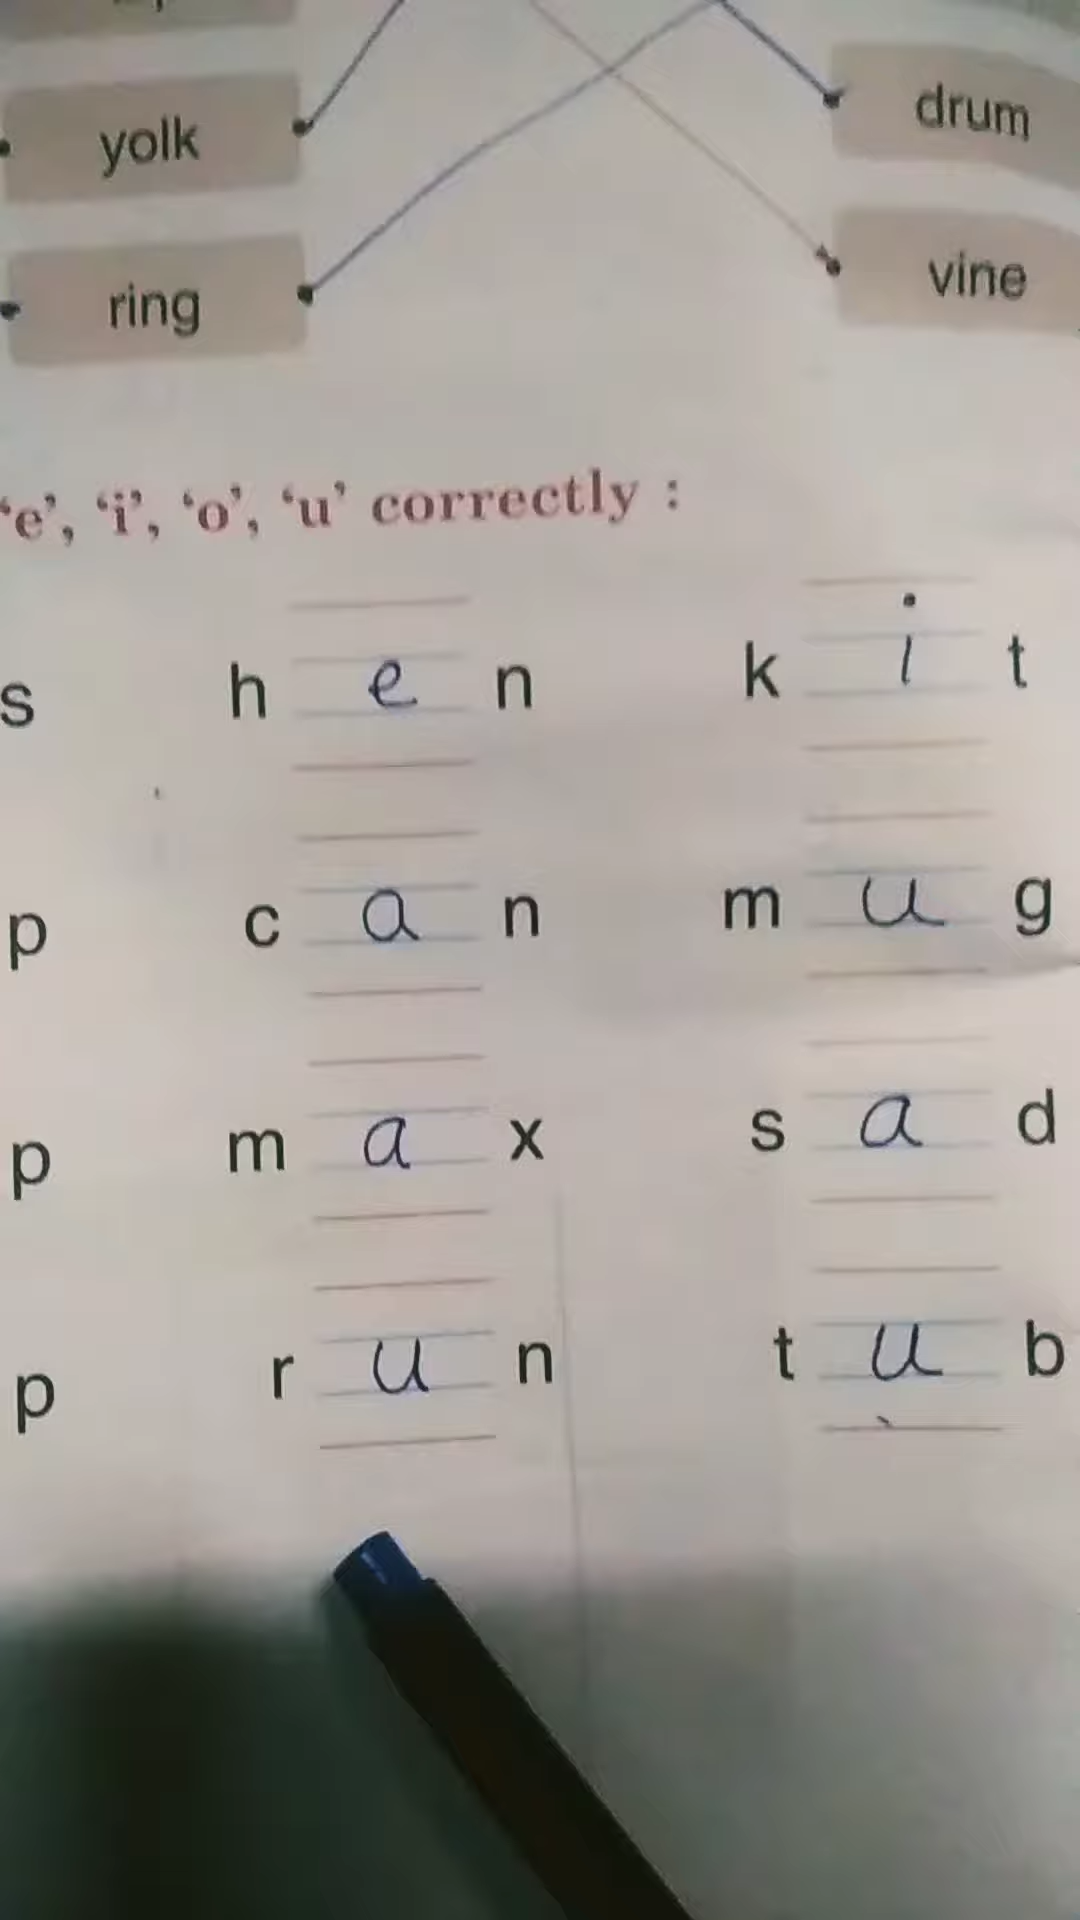 yolk drum
ring vine
'e', 'i', 'o', 'u' correctly :
s h e n k i t
p c a n m u g
p m a x s a d
p r u n t u b